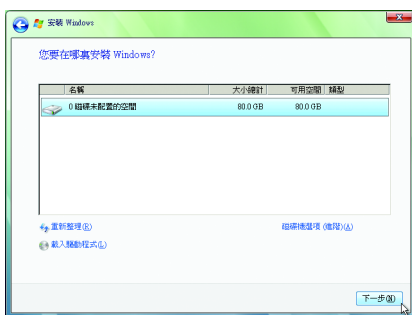 安裝 Windows
您要在哪裏安裝 Windows?
名稱 大小總計 可用空間 類型
0 磁碟未配置的空間 80.0 GB 80.0 GB
重新整理(R)
磁碟機選項 (進階)(A)
載入驅動程式(L)
下一步(N)